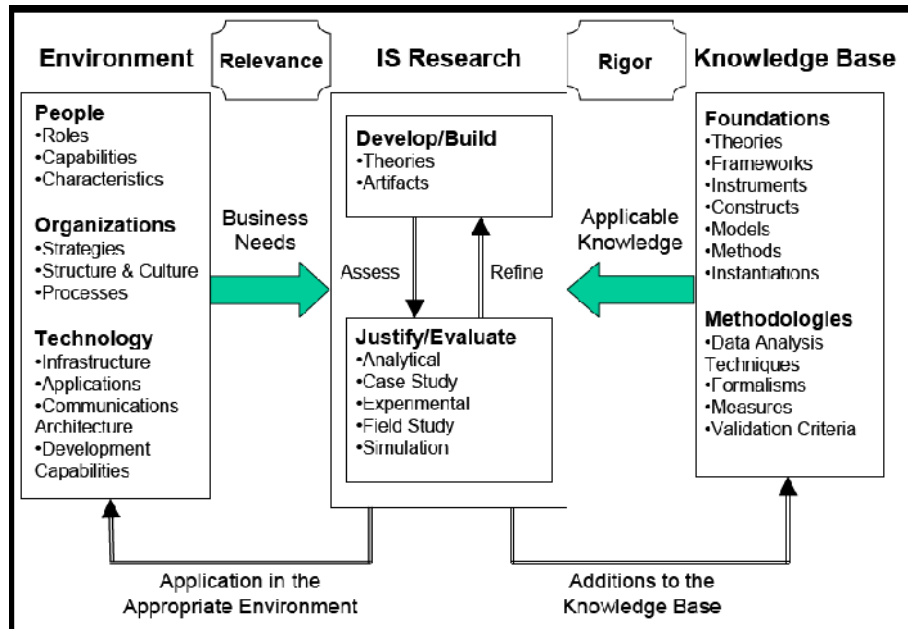 Environment
Relevance
IS Research
Rigor
Knowledge Base
People
•Roles
•Capabilities
•Characteristics
Organizations
•Strategies
•Structure & Culture
•Processes
Technology
•Infrastructure
•Applications
•Communications
Architecture
•Development
Capabilities
Business
Needs
Develop/Build
•Theories
•Artifacts
Assess
Refine
Justify/Evaluate
•Analytical
•Case Study
•Experimental
•Field Study
•Simulation
Applicable
Knowledge
Foundations
•Theories
•Frameworks
•Instruments
•Constructs
•Models
•Methods
•Instantiations
Methodologies
•Data Analysis
Techniques
•Formalisms
•Measures
•Validation Criteria
Application in the
Appropriate Environment
Additions to the
Knowledge Base